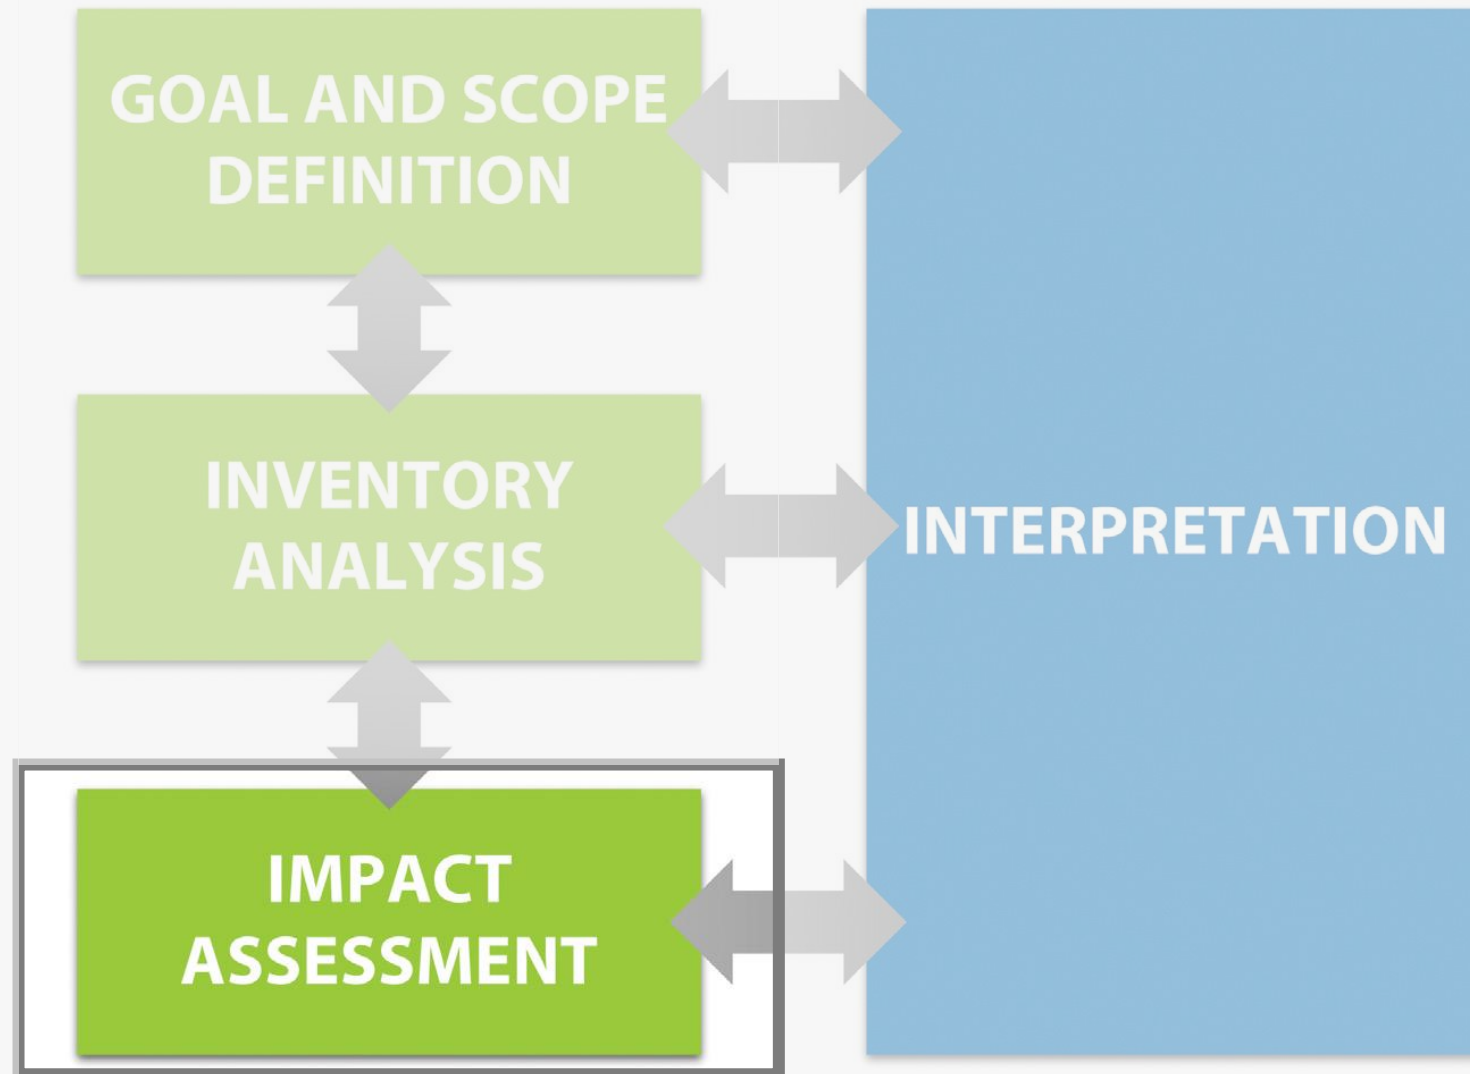 GOAL AND SCOPE
DEFINITION
INVENTORY
ANALYSIS
INTERPRETATION
IMPACT
ASSESSMENT